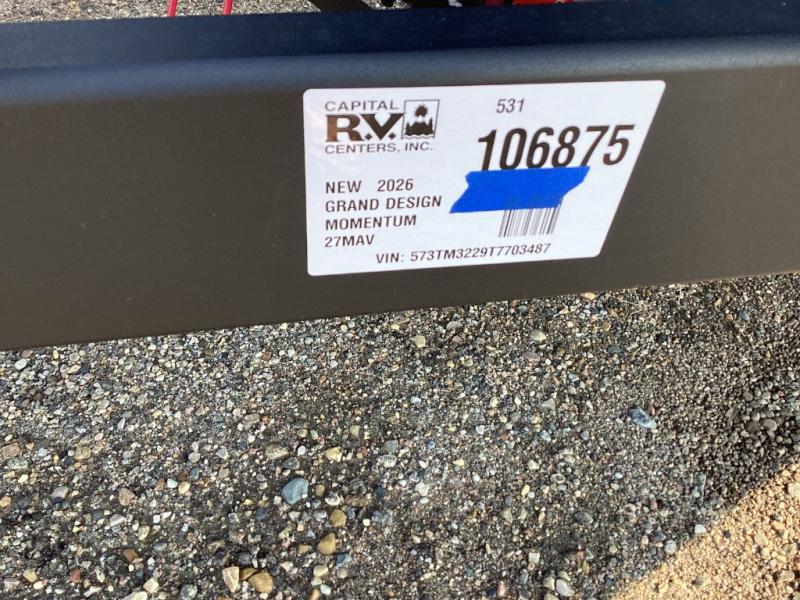 CAPITAL
R.V.
CENTERS, INC.
531
106875
NEW 2026
GRAND DESIGN
MOMENTUM
27MAV
VIN: 573TM3229T7703487